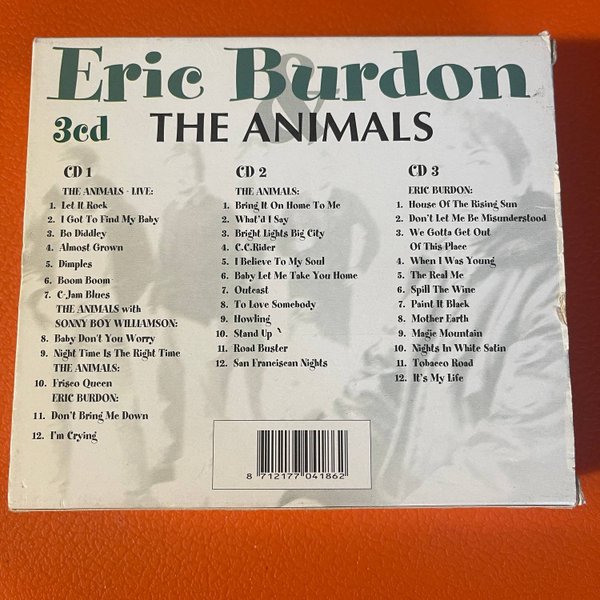 Eric Burdon
&
3cd THE ANIMALS
CD 1
THE ANIMALS - LIVE:
1. Let It Rock
2. I Got To Find My Baby
3. Bo Diddley
4. Almost Grown
5. Dimples
6. Boom Boom
7. C-Jam Blues
THE ANIMALS with
SONNY BOY WILLIAMSON:
8. Baby Don't You Worry
9. Night Time Is The Right Time
THE ANIMALS:
10. Frisco Queen
ERIC BURDON:
11. Don't Bring Me Down
12. I'm Crying
CD 2
THE ANIMALS:
1. Bring It On Home To Me
2. What'd I Say
3. Bright Lights Big City
4. C.C.Rider
5. I Believe To My Soul
6. Baby Let Me Take You Home
7. Outcast
8. To Love Somebody
9. Howling
10. Stand Up
11. Road Buster
12. San Franciscan Nights
CD 3
ERIC BURDON:
1. House Of The Rising Sun
2. Don't Let Me Be Misunderstood
3. We Gotta Get Out
Of This Place
4. When I Was Young
5. The Real Me
6. Spill The Wine
7. Paint It Black
8. Mother Earth
9. Magic Mountain
10. Nights In White Satin
11. Tobacco Road
12. It's My Life
8 712177 041862